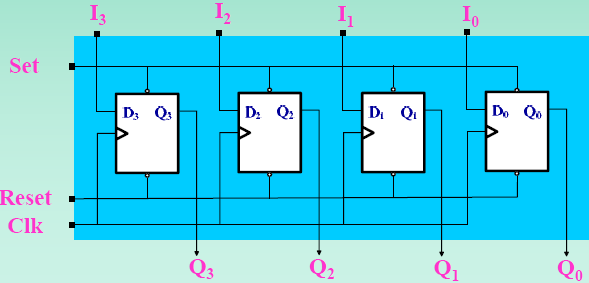 I3 I2 I1 I0
Set
D3 Q3 D2 Q2 D1 Q1 D0 Q0
Reset
Clk
Q3 Q2 Q1 Q0